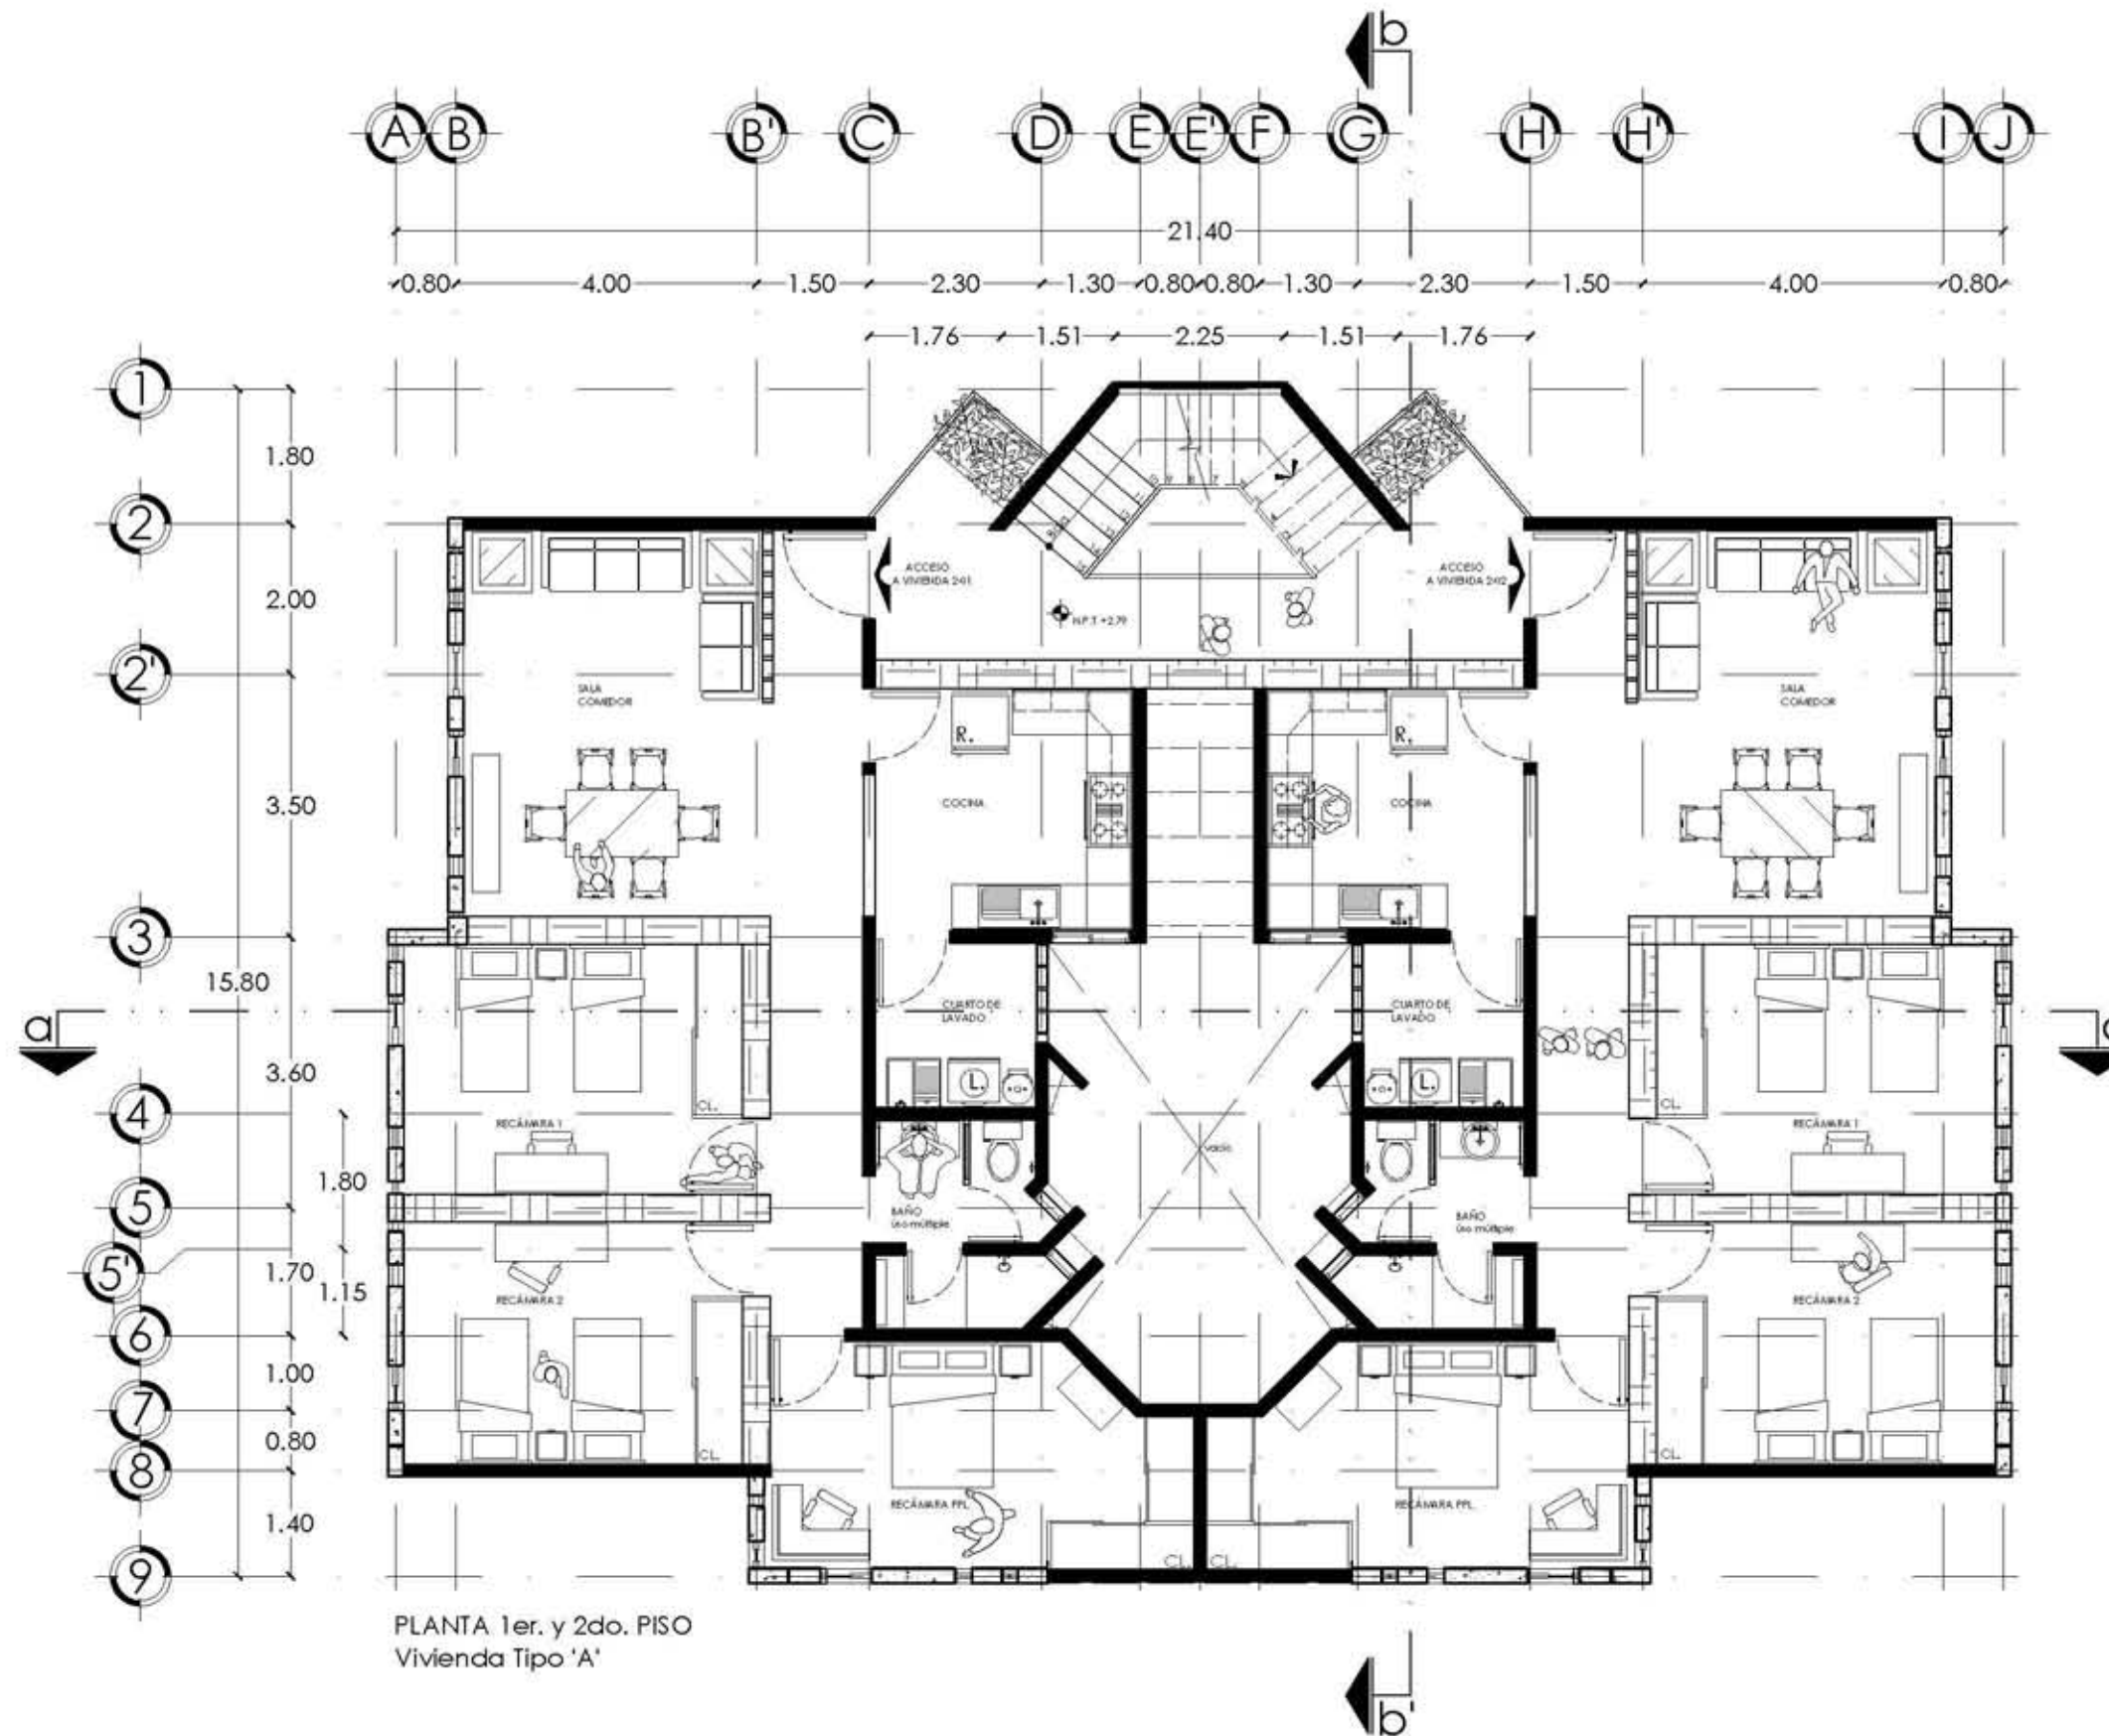 b
A B B' C D E E' F G H H' I J
21.40
0.80 4.00 1.50 2.30 1.30 0.80 0.80 1.30 2.30 1.50 4.00 0.80
1.76 1.51 2.25 1.51 1.76
1
1.80
2
2.00
2'
3.50
3
15.80
3.60
4
1.80
5
5'
1.70
1.15
6
1.00
7
0.80
8
1.40
9
a
ACCESO
A VIVIENDA 201
ACCESO
A VIVIENDA 202
N.P.T. +2.79
SALA
COMEDOR
SALA
COMEDOR
R.
R.
COCINA
COCINA
CUARTO DE
LAVADO
CUARTO DE
LAVADO
L.
L.
CL.
CL.
RECÁMARA 1
RECÁMARA 1
vacío
BAÑO
Uso múltiple
BAÑO
Uso múltiple
RECÁMARA 2
RECÁMARA 2
CL.
CL.
RECÁMARA PPL.
RECÁMARA PPL.
CL.
CL.
PLANTA 1er. y 2do. PISO
Vivienda Tipo 'A'
b'